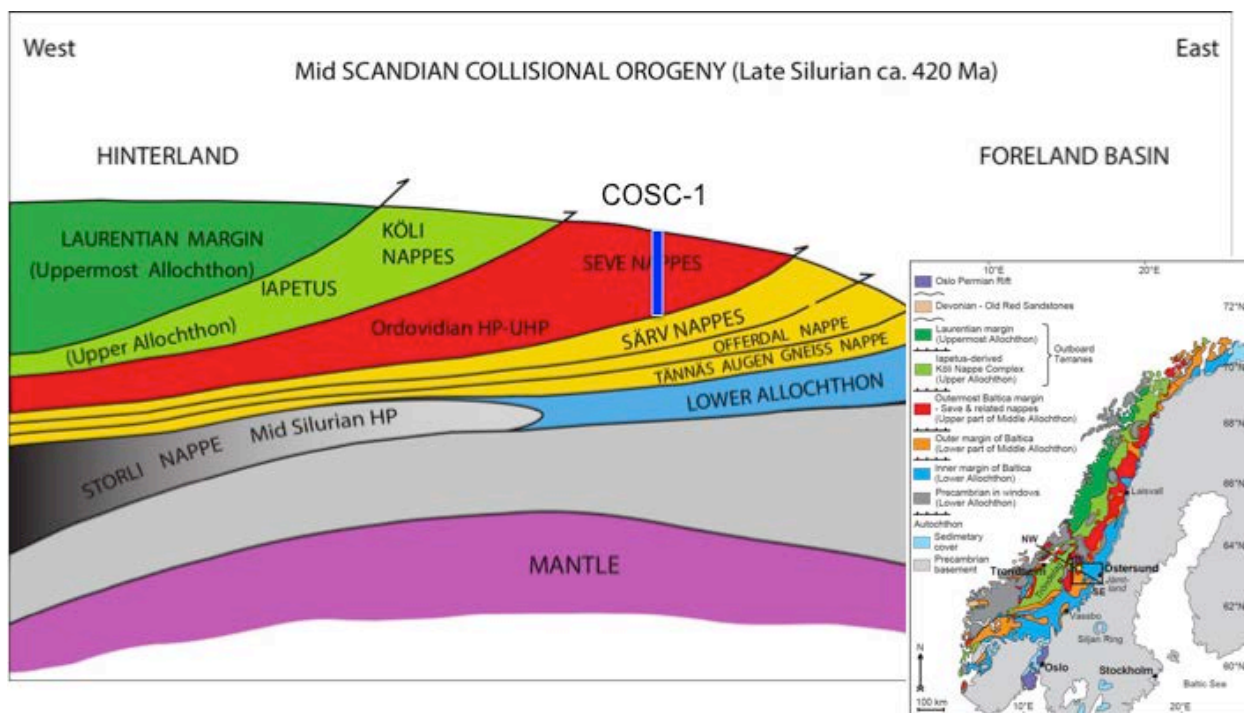 West
East
Mid SCANDIAN COLLISIONAL OROGENY (Late Silurian ca. 420 Ma)
HINTERLAND
FORELAND BASIN
COSC-1
LAURENTIAN MARGIN
(Uppermost Allochthon)
KÖLI
NAPPES
IAPETUS
(Upper Allochthon)
SEVE NAPPES
Ordovidian HP-UHP
SÄRV NAPPES
OFFERDAL NAPPE
TÄNNÄS AUGEN GNEISS NAPPE
LOWER ALLOCHTHON
Mid Silurian HP
STORLI NAPPE
MANTLE
10°E
20°E
Oslo Permian Rift
Devonian - Old Red Sandstones
Laurentian margin
(Uppermost Allochthon)
Iapetus-derived
Köli Nappe Complex
(Upper Allochthon)
Outboard
Terranes
Outermost Baltica margin
- Seve & related nappes
(Upper part of Middle Allochthon)
Outer margin of Baltica
(Lower part of Middle Allochthon)
Inner margin of Baltica
(Lower Allochthon)
Precambrian in windows
(Lower Allochthon)
Autochthon
Sedimetary
cover
Precambrian
basement
72°N
70°N
68°N
66°N
64°N
62°N
60°N
Laisvall
NW
Trondheim
Östersund
Jämt-
land
SE
Vassbo
Siljan Ring
Oslo
Stockholm
Baltic Sea
N
S
100 km
10°E
20°E